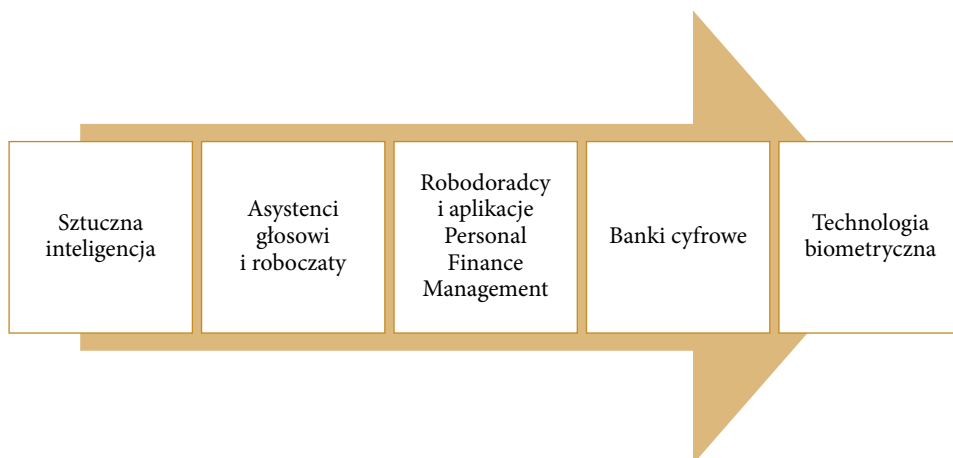 Sztuczna
inteligencja
Asystenci
głosowi
i roboczaty
Robodoradcy
i aplikacje
Personal
Finance
Management
Banki cyfrowe
Technologia
biometryczna